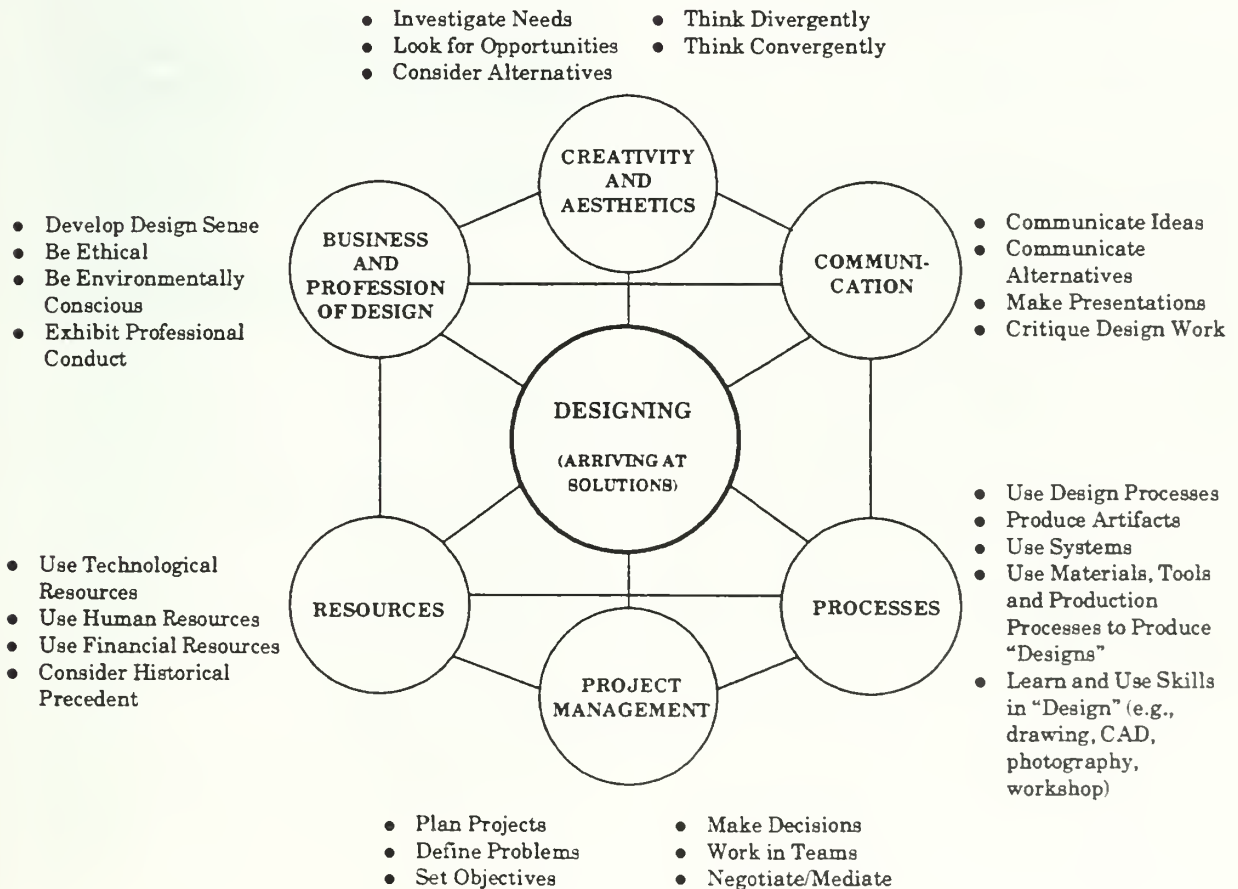 ● Investigate Needs
● Look for Opportunities
● Consider Alternatives
● Think Divergently
● Think Convergently
CREATIVITY
AND
AESTHETICS
● Develop Design Sense
● Be Ethical
● Be Environmentally
Conscious
● Exhibit Professional
Conduct
BUSINESS
AND
PROFESSION
OF DESIGN
COMMUNI-
CATION
● Communicate Ideas
● Communicate
Alternatives
● Make Presentations
● Critique Design Work
DESIGNING
(ARRIVING AT
SOLUTIONS)
● Use Technological
Resources
● Use Human Resources
● Use Financial Resources
● Consider Historical
Precedent
RESOURCES
PROCESSES
● Use Design Processes
● Produce Artifacts
● Use Systems
● Use Materials, Tools
and Production
Processes to Produce
“Designs”
● Learn and Use Skills
in “Design” (e.g.,
drawing, CAD,
photography,
workshop)
PROJECT
MANAGEMENT
● Plan Projects
● Define Problems
● Set Objectives
● Make Decisions
● Work in Teams
● Negotiate/Mediate